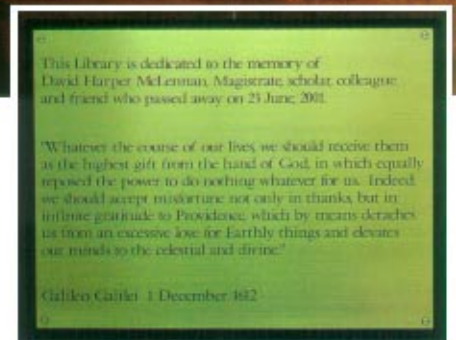 This Library is dedicated to the memory of
David Harper McLennan, Magistrate, scholar, colleague
and friend who passed away on 23 June, 2001.
"Whatever the course of our lives, we should receive them
as the highest gift from the hand of God, in which equally
reposed the power to do nothing whatever for us. Indeed,
we should accept misfortune not only in thanks, but in
infinite gratitude to Providence, which by means detaches
us from an excessive love for Earthly things and elevates
our minds to the celestial and divine."
Galileo Galilei 1 December 1612